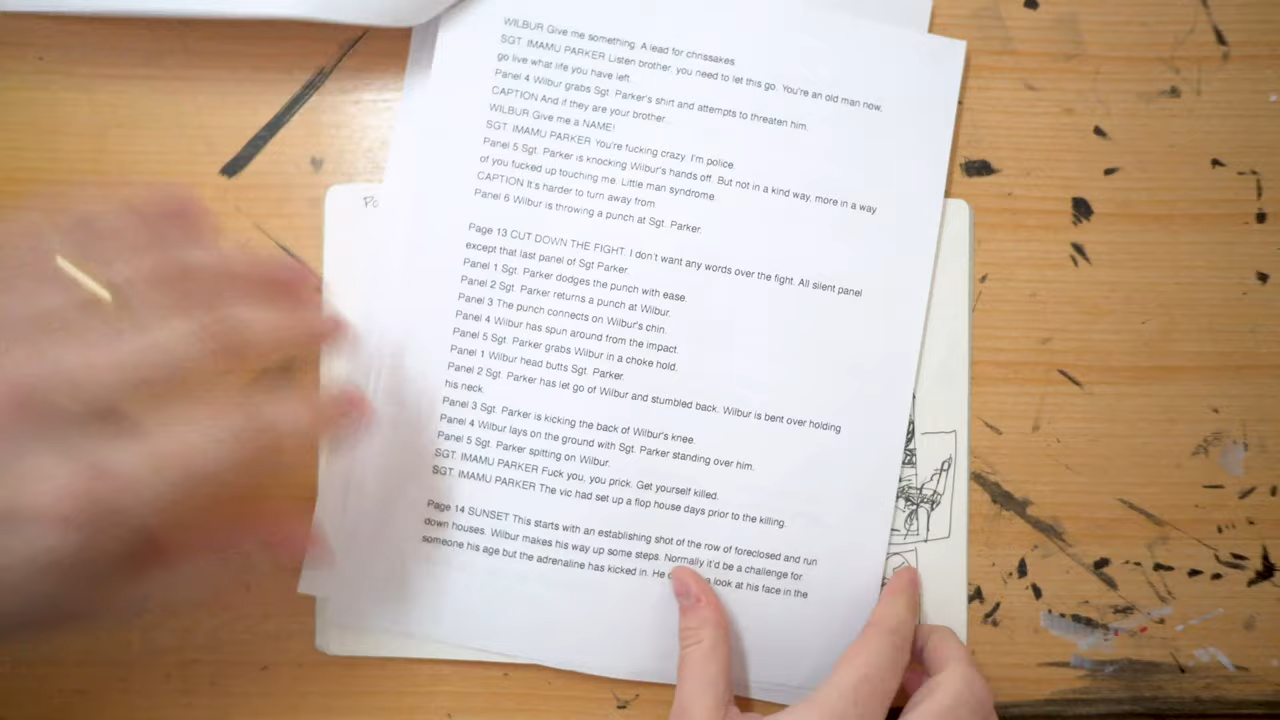 WILBUR Give me something. A lead for chrissakes.
SGT. IMAMU PARKER Listen brother, you need to let this go. You're an old man now,
go live what life you have left.
Panel 4 Wilbur grabs Sgt. Parker's shirt and attempts to threaten him.
CAPTION And if they are your brother...
WILBUR Give me a NAME!
SGT. IMAMU PARKER You're fucking crazy. I'm police.
Panel 5 Sgt. Parker is knocking Wilbur's hands off. But not in a kind way, more in a way
of you fucked up touching me. Little man syndrome.
CAPTION It's harder to turn away from.
Panel 6 Wilbur is throwing a punch at Sgt. Parker.
Page 13 CUT DOWN THE FIGHT. I don't want any words over the fight. All silent panel
except that last panel of Sgt Parker.
Panel 1 Sgt. Parker dodges the punch with ease.
Panel 2 Sgt. Parker returns a punch at Wilbur.
Panel 3 The punch connects on Wilbur's chin.
Panel 4 Wilbur has spun around from the impact.
Panel 5 Sgt. Parker grabs Wilbur in a choke hold.
Panel 1 Wilbur head butts Sgt. Parker.
Panel 2 Sgt. Parker has let go of Wilbur and stumbled back. Wilbur is bent over holding
his neck.
Panel 3 Sgt. Parker is kicking the back of Wilbur's knee.
Panel 4 Wilbur lays on the ground with Sgt. Parker standing over him.
Panel 5 Sgt. Parker spitting on Wilbur.
SGT. IMAMU PARKER Fuck you, you prick. Get yourself killed.
SGT. IMAMU PARKER The vic had set up a flop house days prior to the killing.
Page 14 SUNSET This starts with an establishing shot of the row of foreclosed and run
down houses. Wilbur makes his way up some steps. Normally it'd be a challenge for
someone his age but the adrenaline has kicked in. He a look at his face in the